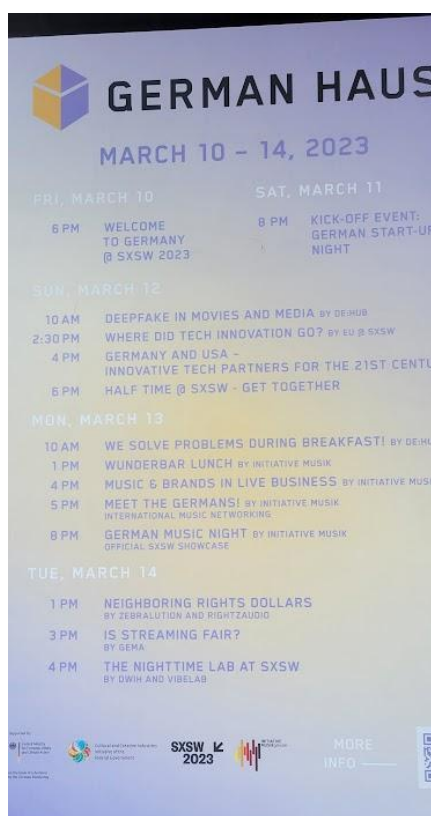 GERMAN HAUS
MARCH 10 – 14, 2023
FRI, MARCH 10
6 PM WELCOME
TO GERMANY
@ SXSW 2023
SAT, MARCH 11
8 PM KICK-OFF EVENT:
GERMAN START-UP
NIGHT
SUN, MARCH 12
10 AM DEEPFAKE IN MOVIES AND MEDIA BY DE:HUB
2:30 PM WHERE DID TECH INNOVATION GO? BY EU @ SXSW
4 PM GERMANY AND USA –
INNOVATIVE TECH PARTNERS FOR THE 21ST CENTU
6 PM HALF TIME @ SXSW - GET TOGETHER
MON, MARCH 13
10 AM WE SOLVE PROBLEMS DURING BREAKFAST! BY DE:HU
1 PM WUNDERBAR LUNCH BY INITIATIVE MUSIK
4 PM MUSIC & BRANDS IN LIVE BUSINESS BY INITIATIVE MUS
5 PM MEET THE GERMANS! BY INITIATIVE MUSIK
INTERNATIONAL MUSIC NETWORKING
8 PM GERMAN MUSIC NIGHT BY INITIATIVE MUSIK
OFFICIAL SXSW SHOWCASE
TUE, MARCH 14
1 PM NEIGHBORING RIGHTS DOLLARS
BY ZEBRALUTION AND RIGHTZAUDIO
3 PM IS STREAMING FAIR?
BY GEMA
4 PM THE NIGHTTIME LAB AT SXSW
BY DWIH AND VIBELAB
SXSW
2023
INITIATIVE
MUSIK
MORE
INFO